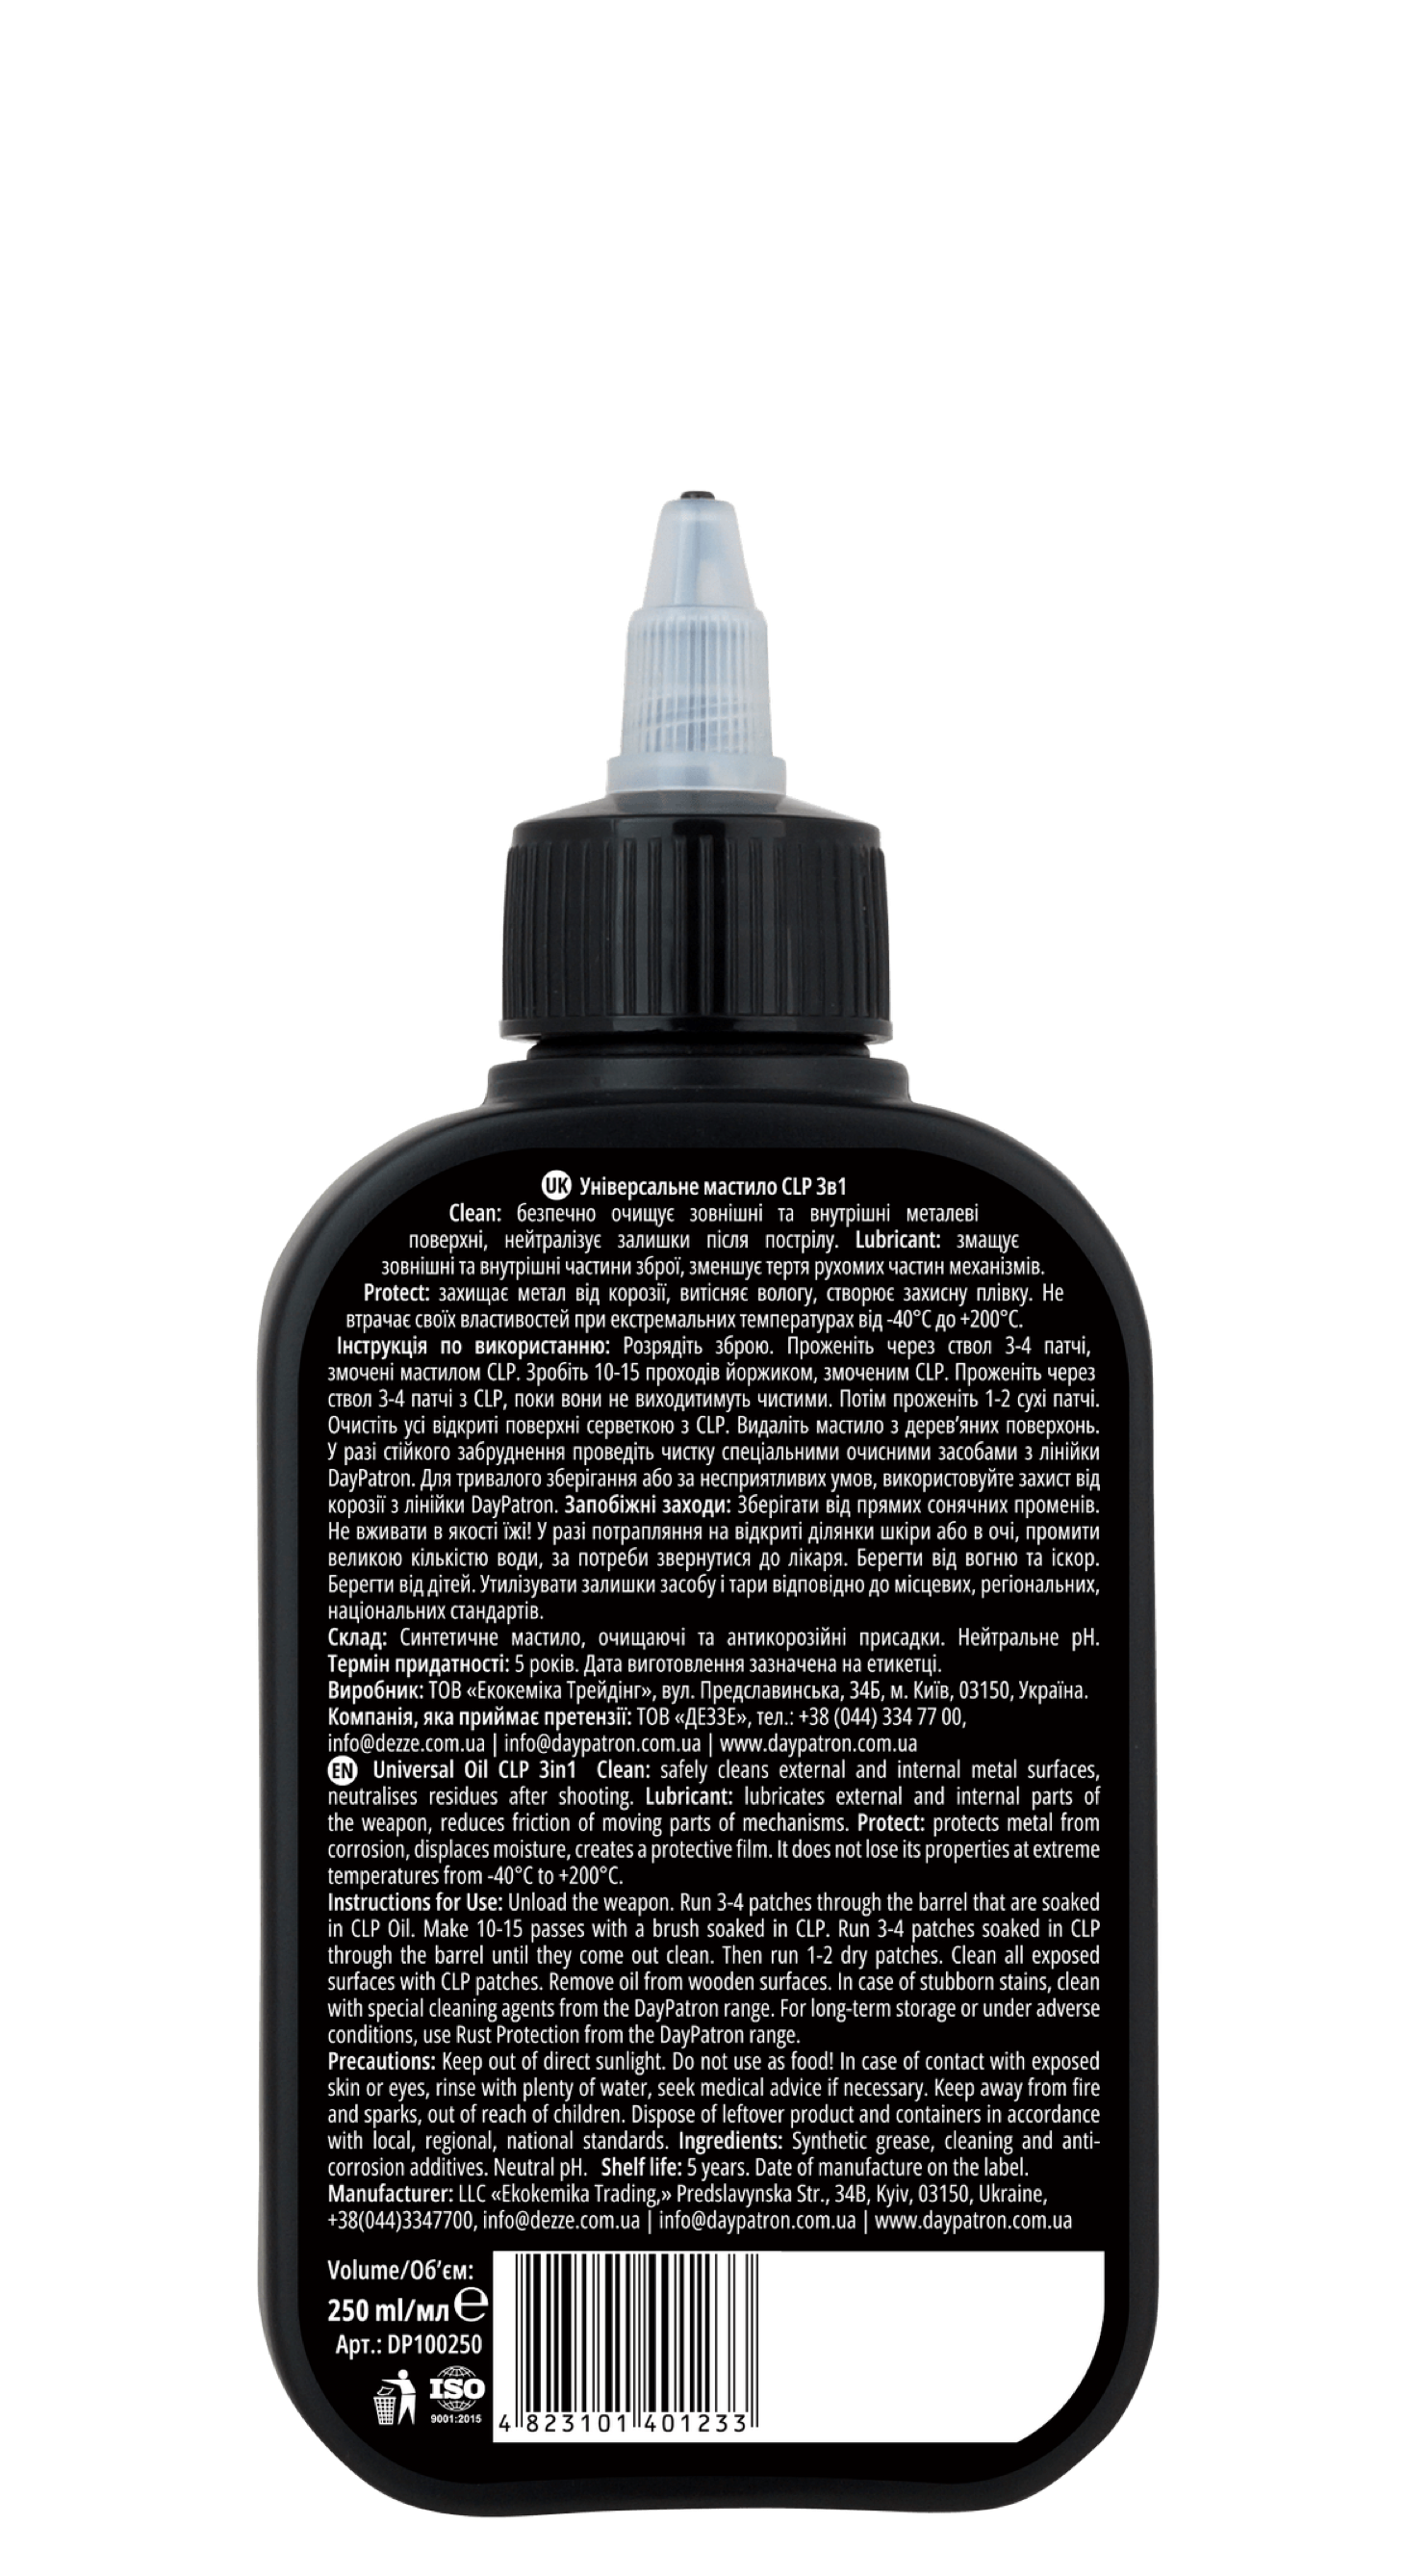 UK Універсальне мастило CLP 3в1
Clean: безпечно очищує зовнішні та внутрішні металеві
поверхні, нейтралізує залишки після пострілу. Lubricant: змащує
зовнішні та внутрішні частини зброї, зменшує тертя рухомих частин механізмів.
Protect: захищає метал від корозії, витісняє вологу, створює захисну плівку. Не
втрачає своїх властивостей при екстремальних температурах від -40°C до +200°C.
Інструкція по використанню: Розрядіть зброю. Проженіть через ствол 3-4 патчі,
змочені мастилом CLP. Зробіть 10-15 проходів йоржиком, змоченим CLP. Проженіть через
ствол 3-4 патчі з CLP, поки вони не виходитимуть чистими. Потім проженіть 1-2 сухі патчі.
Очистіть усі відкриті поверхні серветкою з CLP. Видаліть мастило з дерев’яних поверхонь.
У разі стійкого забруднення проведіть чистку спеціальними очисними засобами з лінійки
DayPatron. Для тривалого зберігання або за несприятливих умов, використовуйте захист від
корозії з лінійки DayPatron. Запобіжні заходи: Зберігати від прямих сонячних променів.
Не вживати в якості їжі! У разі потрапляння на відкриті ділянки шкіри або в очі, промити
великою кількістю води, за потреби звернутися до лікаря. Берегти від вогню та іскор.
Берегти від дітей. Утилізувати залишки засобу і тари відповідно до місцевих, регіональних,
національних стандартів.
Склад: Синтетичне мастило, очищаючі та антикорозійні присадки. Нейтральне pH.
Термін придатності: 5 років. Дата виготовлення зазначена на етикетці.
Виробник: ТОВ «Екокеміка Трейдінг», вул. Предславинська, 34Б, м. Київ, 03150, Україна.
Компанія, яка приймає претензії: ТОВ «ДЕЗЗЕ», тел.: +38 (044) 334 77 00,
info@dezze.com.ua | info@daypatron.com.ua | www.daypatron.com.ua
EN Universal Oil CLP 3in1 Clean: safely cleans external and internal metal surfaces,
neutralises residues after shooting. Lubricant: lubricates external and internal parts of
the weapon, reduces friction of moving parts of mechanisms. Protect: protects metal from
corrosion, displaces moisture, creates a protective film. It does not lose its properties at extreme
temperatures from -40°C to +200°C.
Instructions for Use: Unload the weapon. Run 3-4 patches through the barrel that are soaked
in CLP Oil. Make 10-15 passes with a brush soaked in CLP. Run 3-4 patches soaked in CLP
through the barrel until they come out clean. Then run 1-2 dry patches. Clean all exposed
surfaces with CLP patches. Remove oil from wooden surfaces. In case of stubborn stains, clean
with special cleaning agents from the DayPatron range. For long-term storage or under adverse
conditions, use Rust Protection from the DayPatron range.
Precautions: Keep out of direct sunlight. Do not use as food! In case of contact with exposed
skin or eyes, rinse with plenty of water, seek medical advice if necessary. Keep away from fire
and sparks, out of reach of children. Dispose of leftover product and containers in accordance
with local, regional, national standards. Ingredients: Synthetic grease, cleaning and anti-
corrosion additives. Neutral pH. Shelf life: 5 years. Date of manufacture on the label.
Manufacturer: LLC «Ekokemika Trading,» Predslavynska Str., 34B, Kyiv, 03150, Ukraine,
+38(044)3347700, info@dezze.com.ua | info@daypatron.com.ua | www.daypatron.com.ua
Volume/Об’єм:
250 ml/мл ℮
Арт.: DP100250
ISO
9001:2015
4 823101 401233